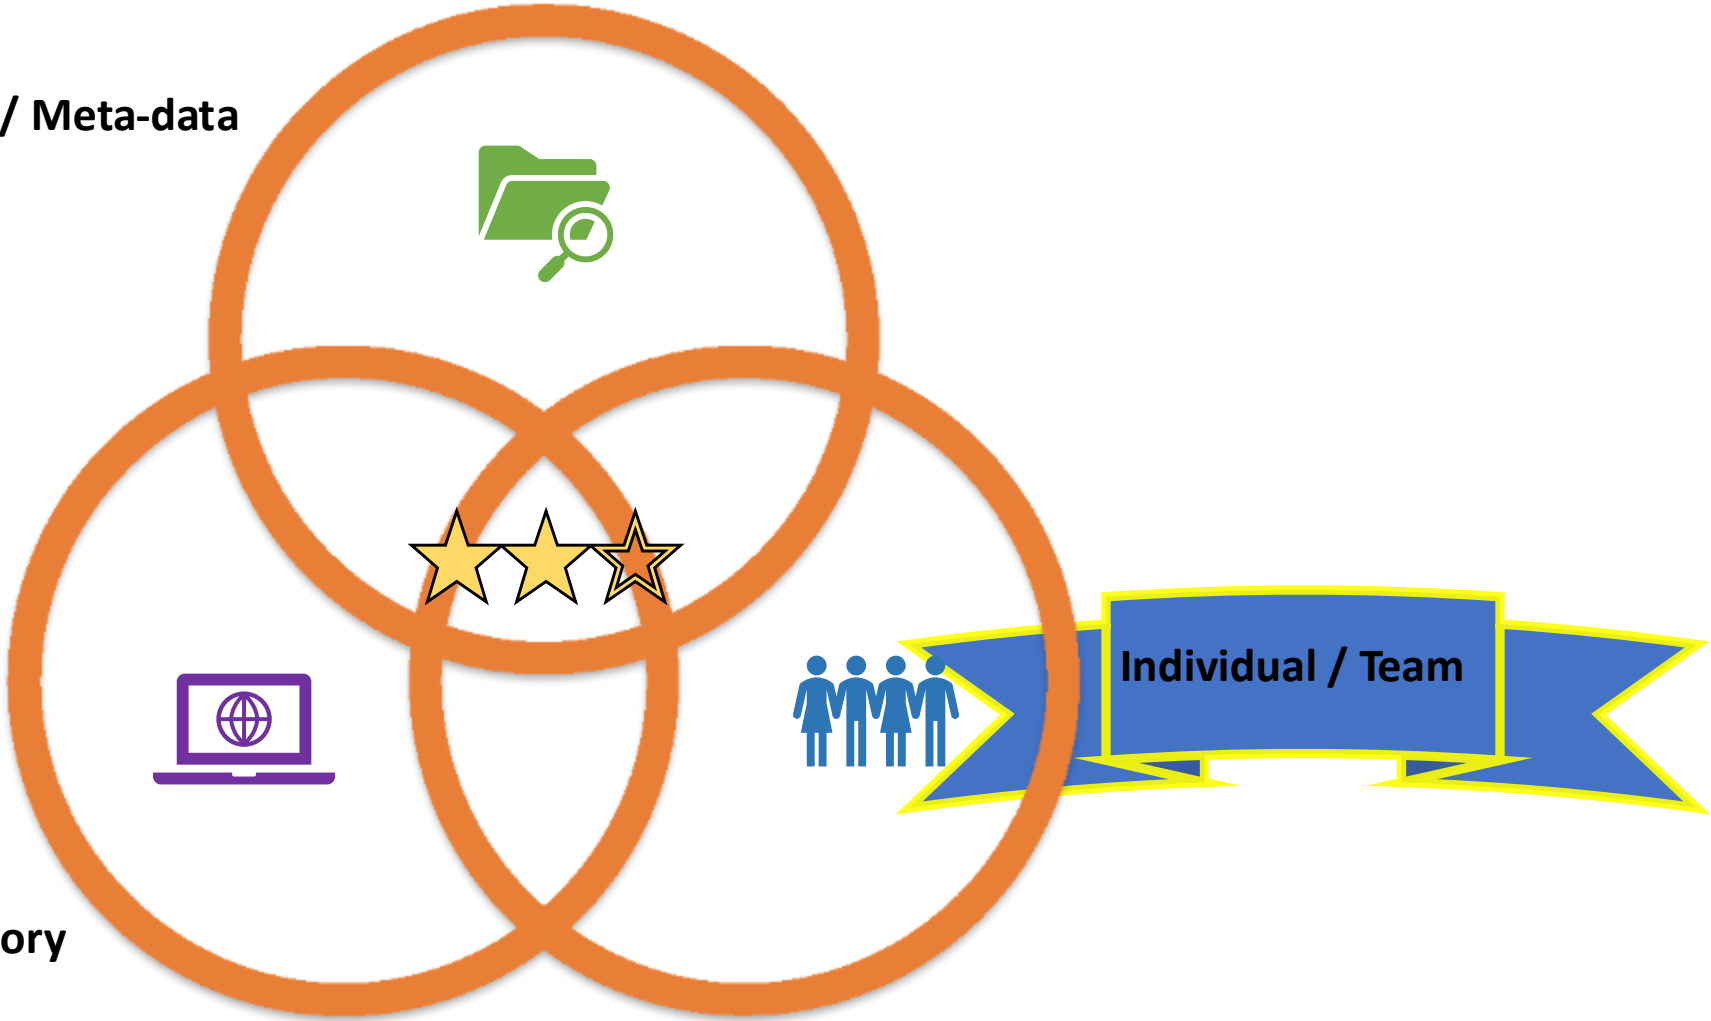 / Meta-data
Individual / Team
ory